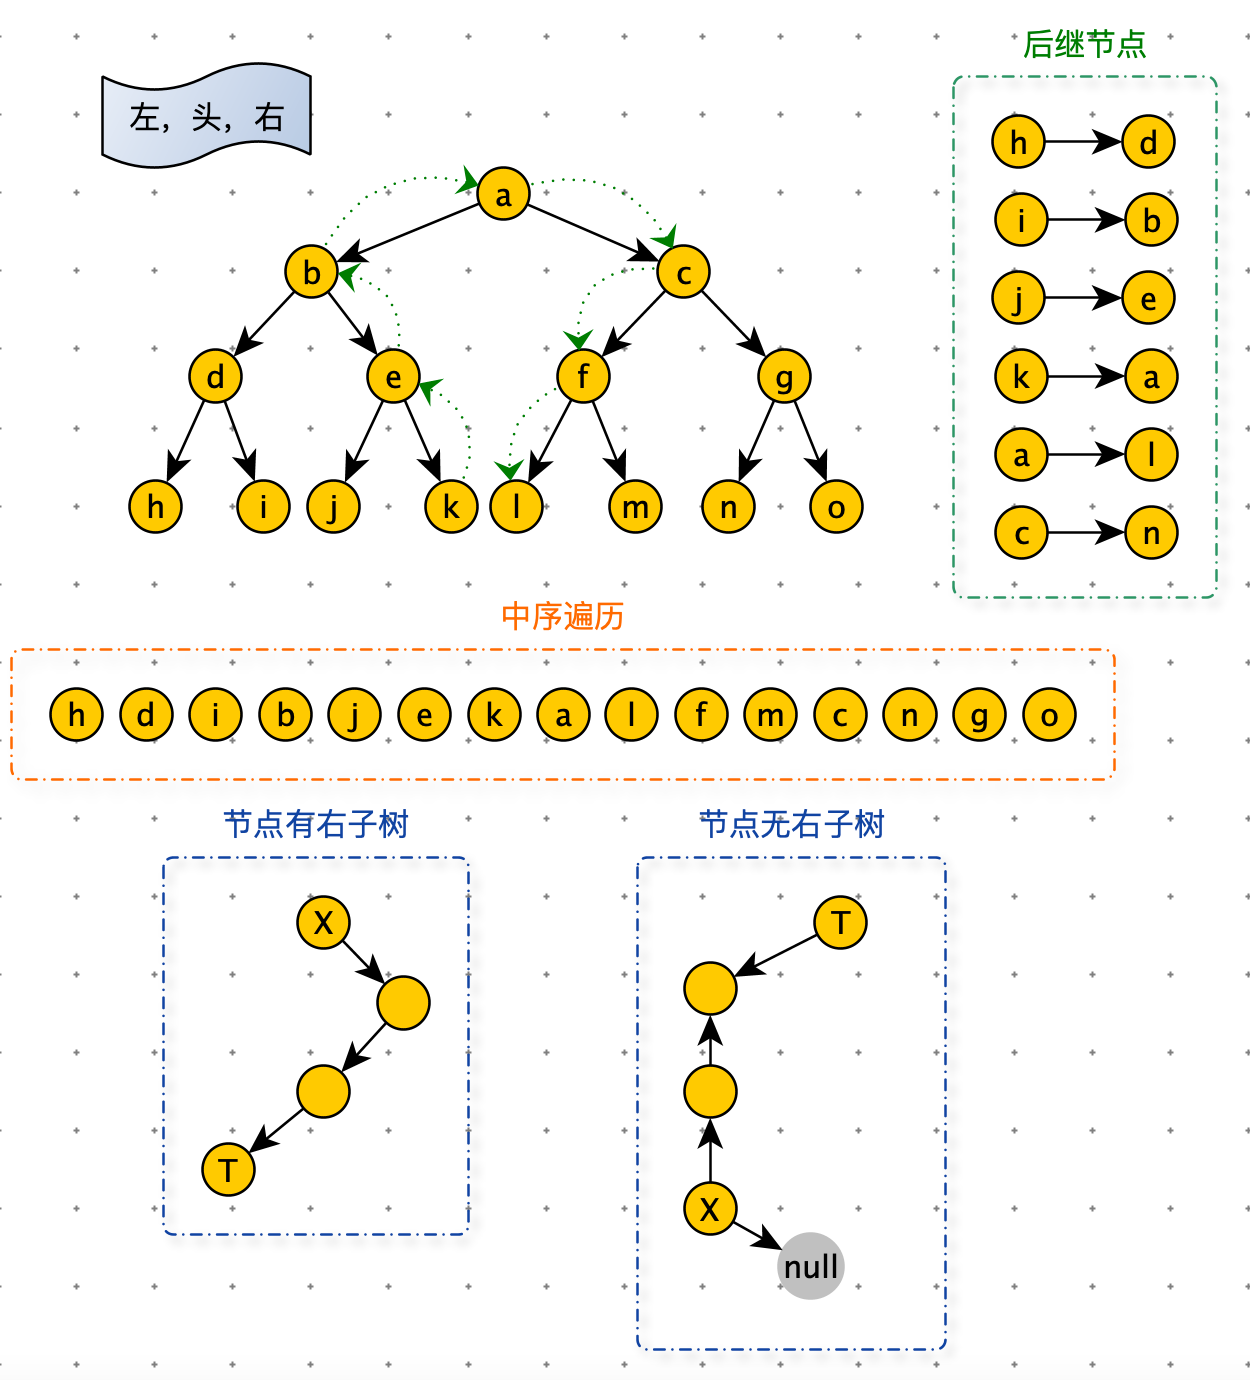 后继节点
左，头，右
h d
i b
j e
k a
a l
c n
a
b c
d e f g
h i j k l m n o
中序遍历
h d i b j e k a l f m c n g o
节点有右子树
节点无右子树
X
T
T
X
null